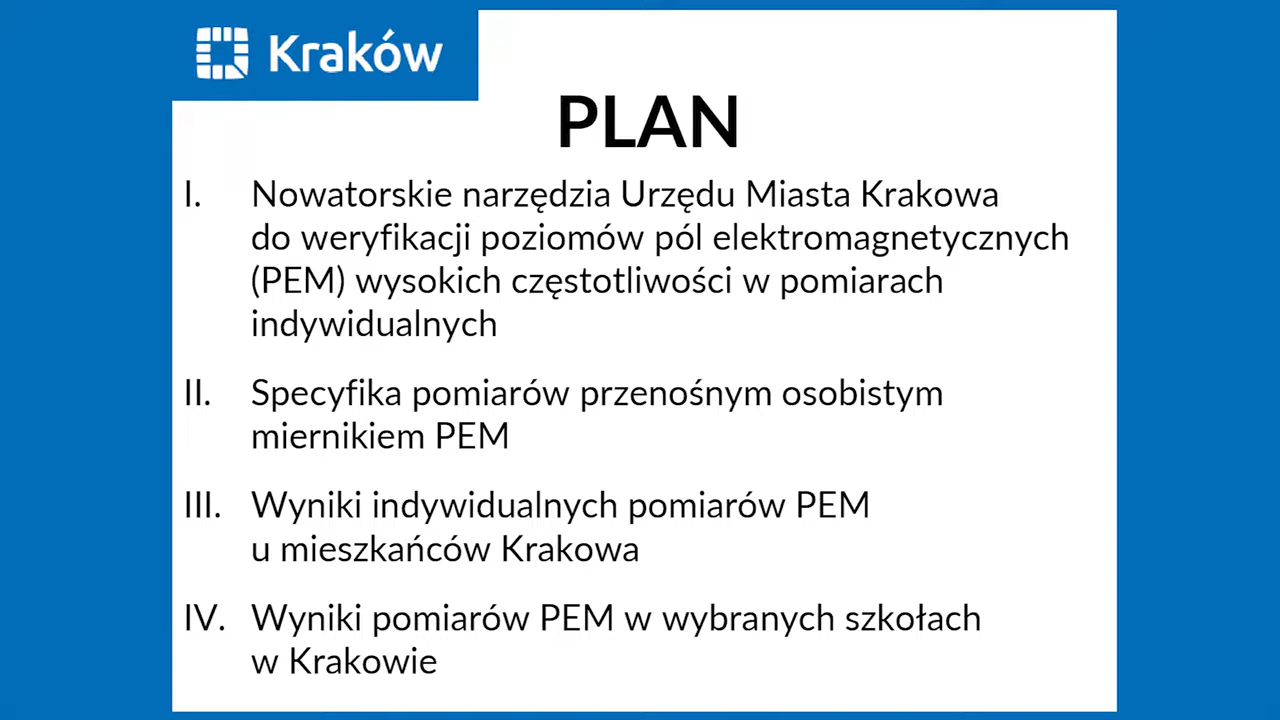 Kraków
PLAN
I. Nowatorskie narzędzia Urzędu Miasta Krakowa
do weryfikacji poziomów pól elektromagnetycznych
(PEM) wysokich częstotliwości w pomiarach
indywidualnych
II. Specyfika pomiarów przenośnym osobistym
miernikiem PEM
III. Wyniki indywidualnych pomiarów PEM
u mieszkańców Krakowa
IV. Wyniki pomiarów PEM w wybranych szkołach
w Krakowie